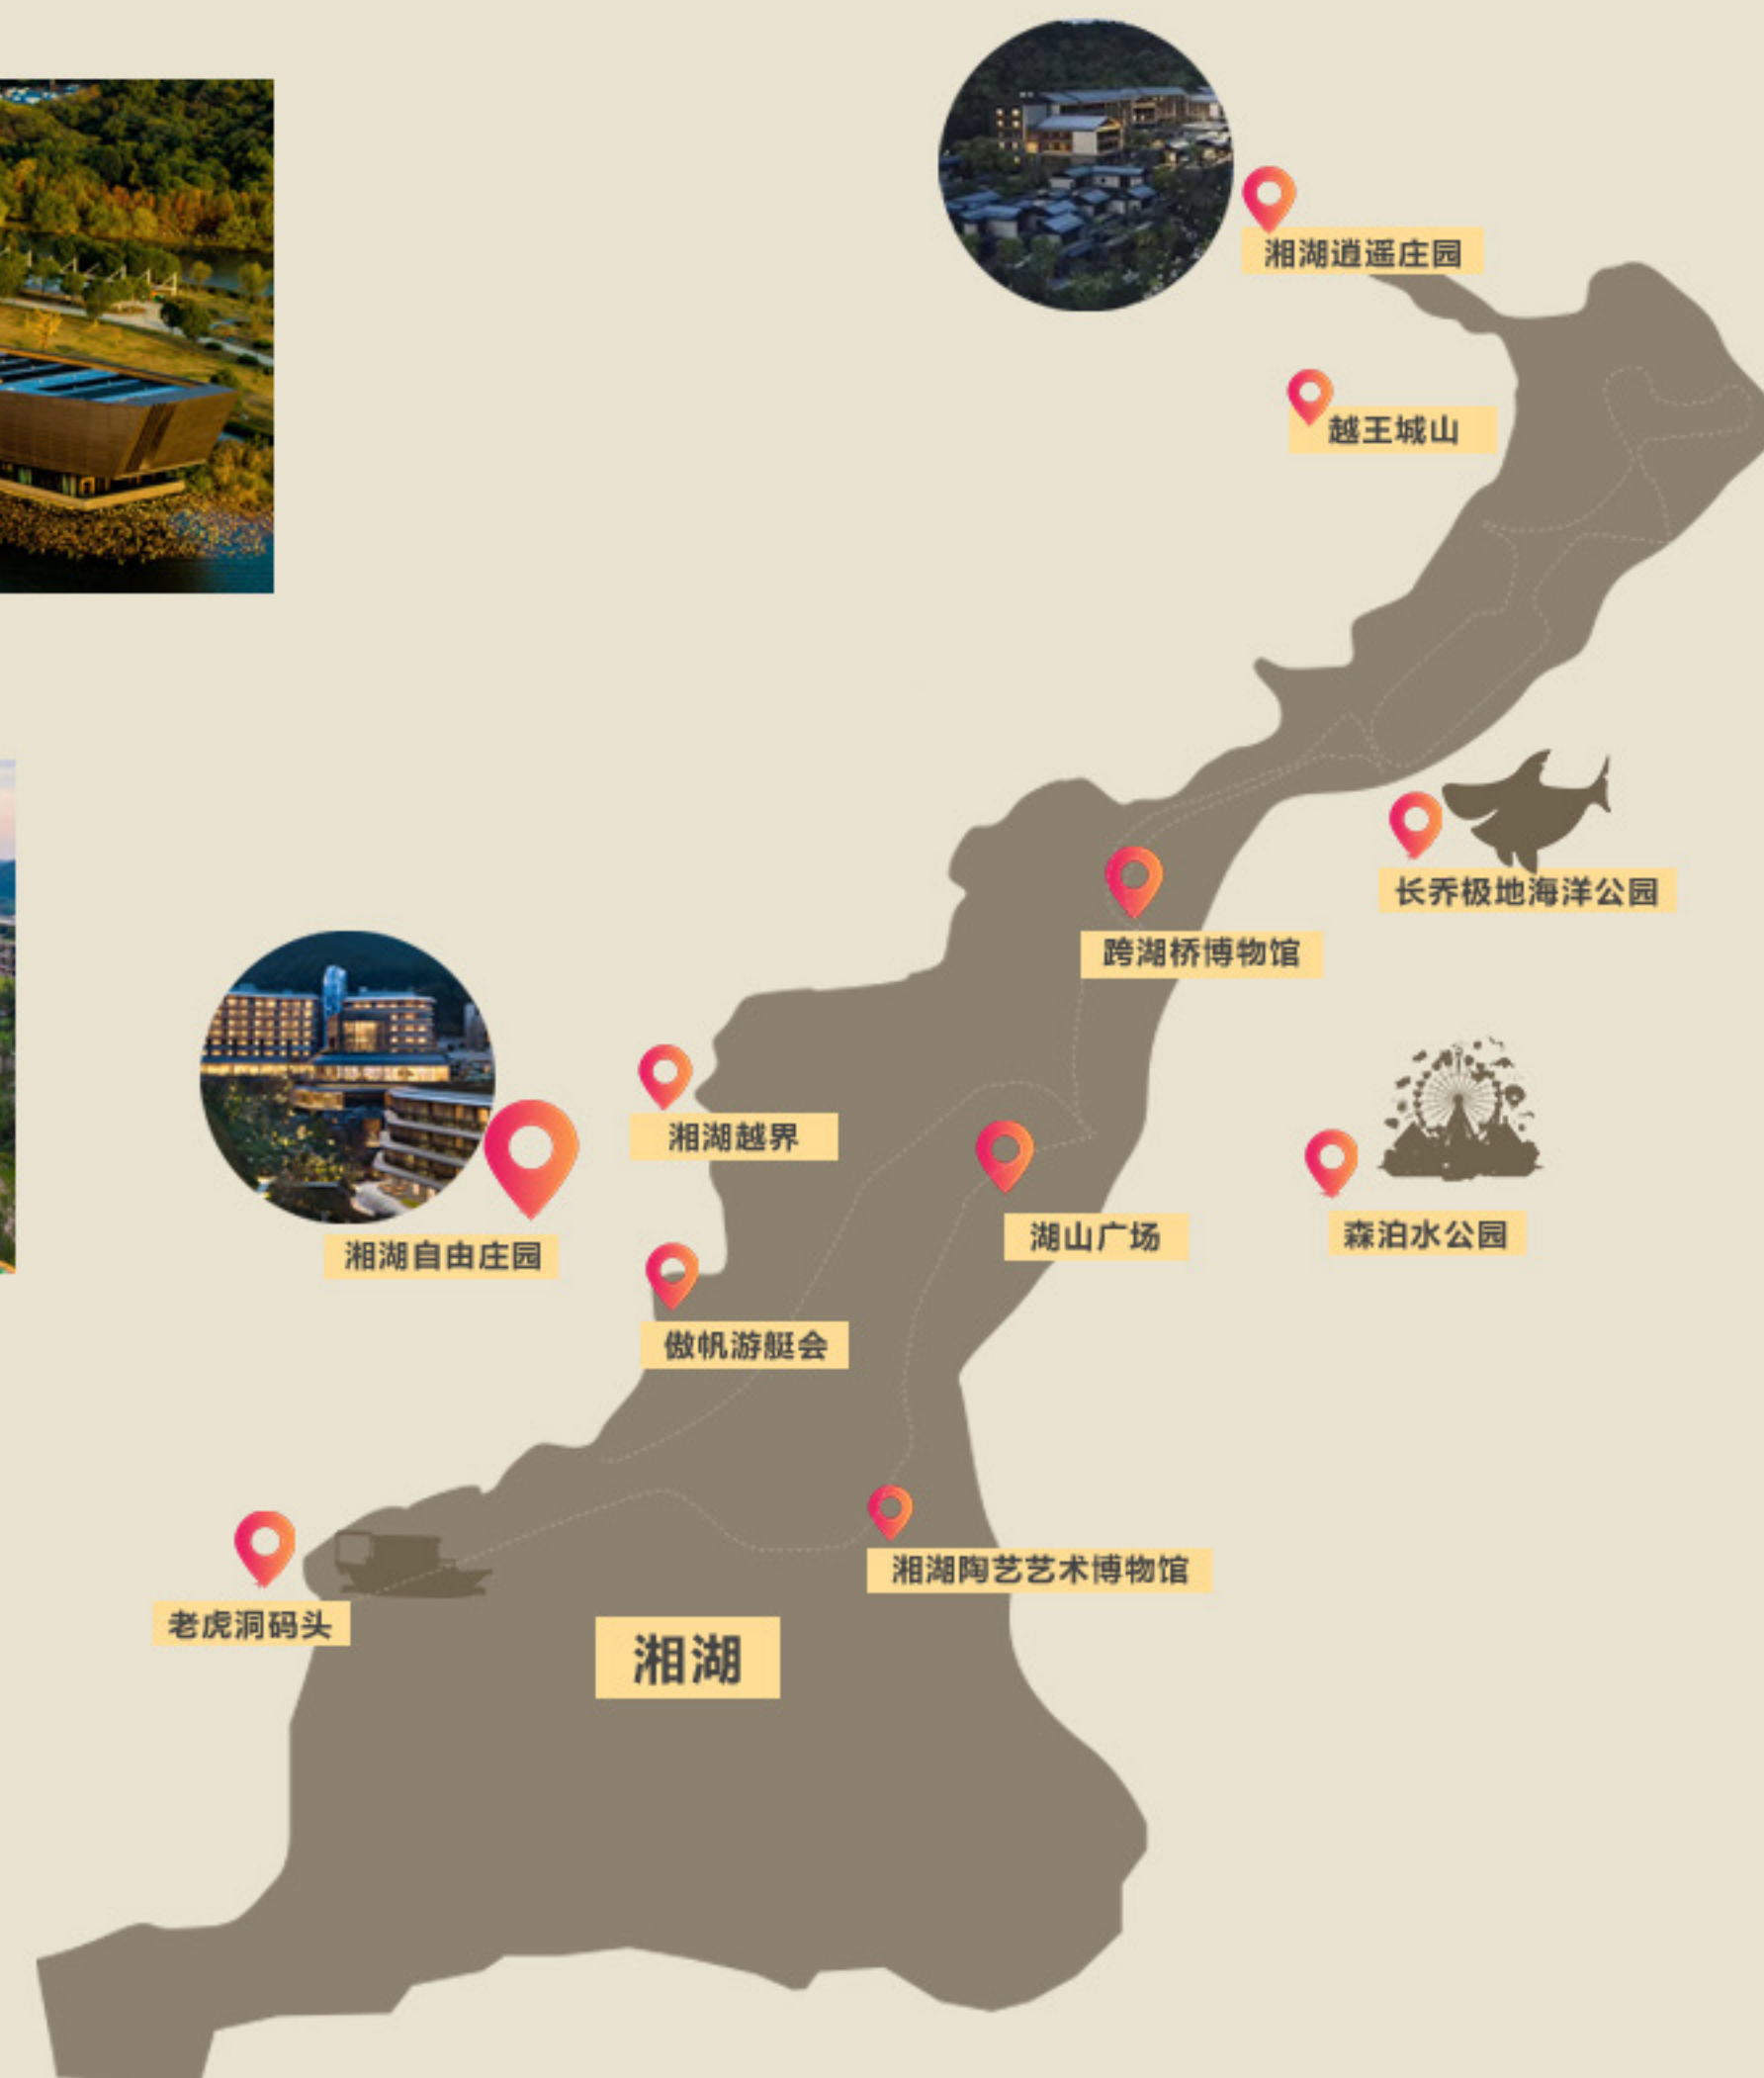 湘湖逍遥庄园
越王城山
长乔极地海洋公园
跨湖桥博物馆
湘湖越界
湖山广场
森泊水公园
湘湖自由庄园
傲帆游艇会
湘湖陶艺艺术博物馆
老虎洞码头
湘湖